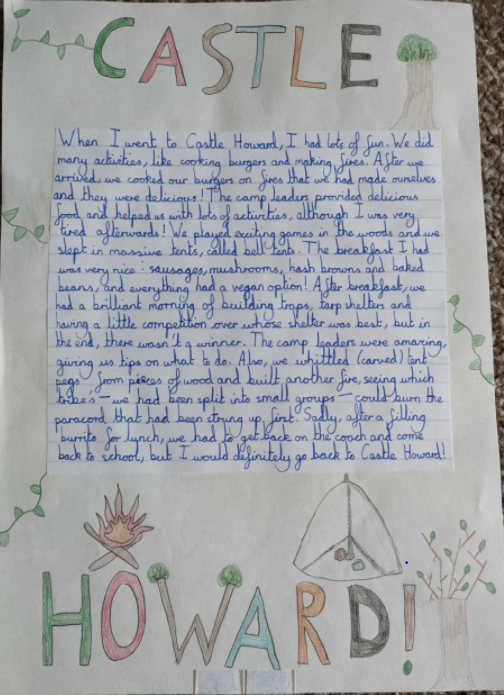 CASTLE
When I went to Castle Howard, I had lots of fun. We did
many activities, like cooking burgers and making fires. After we
arrived, we cooked our burgers on fires that we had made ourselves
and they were delicious! The camp leaders provided delicious
food and helped us with lots of activities, although I was very
tired afterwards! We played exciting games in the woods and we
slept in massive tents, called bell tents. The breakfast I had
was very nice: sausages, mushrooms, hash browns and baked
beans, and everything had a vegan option! After breakfast, we
had a brilliant morning of building traps, tarp shelters and
having a little competition over whose shelter was best, but in
the end, there wasn't a winner. The camp leaders were amazing,
giving us tips on what to do. Also, we whittled (carved) tent
pegs from pieces of wood and built another fire, seeing which
tribe's - we had been split into small groups - could burn the
paracord that had been strung up first. Sadly, after a filling
burrito for lunch, we had to get back on the coach and come
back to school, but I would definitely go back to Castle Howard!
HOWARD!